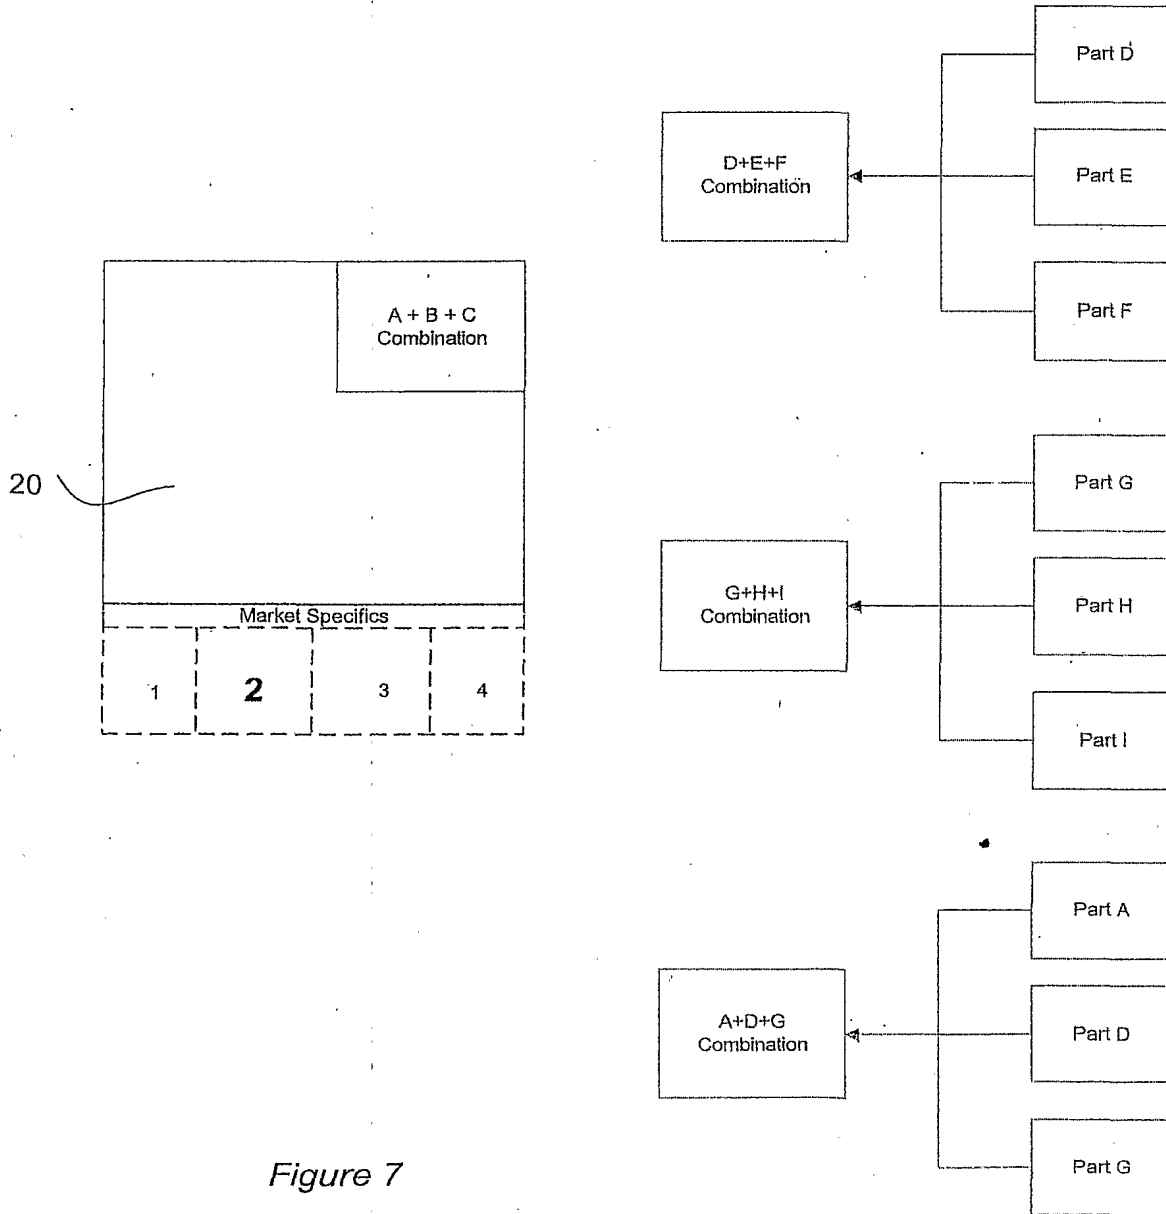 A + B + C
Combination
20
Market Specifics
1
2
3
4
D+E+F
Combination
Part D
Part E
Part F
G+H+I
Combination
Part G
Part H
Part I
A+D+G
Combination
Part A
Part D
Part G
Figure 7